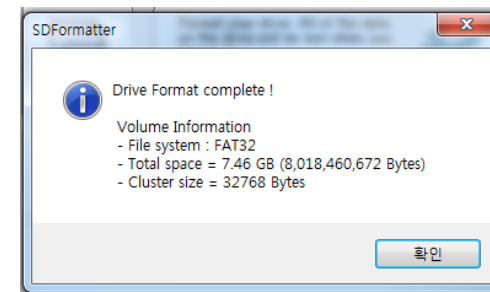 SDFormatter
Drive Format complete !
Volume Information
- File system : FAT32
- Total space = 7.46 GB (8,018,460,672 Bytes)
- Cluster size = 32768 Bytes
확인